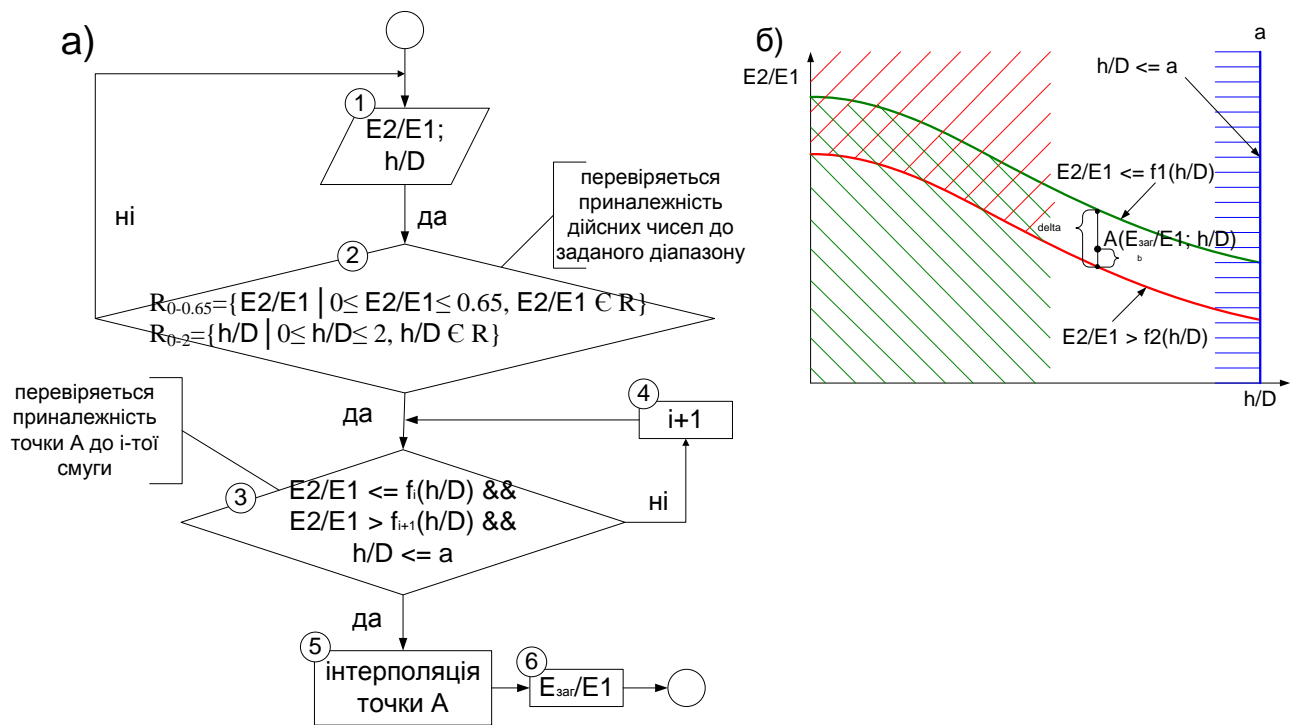 а)
1
E2/E1;
h/D
ні
да
перевіряеться
приналежність
дійсних чисел до
заданого діапазону
2
R0-0.65={E2/E1 | 0≤ E2/E1≤ 0.65, E2/E1 Є R}
R0-2={h/D | 0≤ h/D≤ 2, h/D Є R}
перевіряеться
приналежність
точки А до і-тої
смуги
да
4
i+1
3
E2/E1 <= fi(h/D) &&
E2/E1 > fi+1(h/D) &&
h/D <= a
ні
да
5
інтерполяція
точки А
6
Eзаг/E1
б)
a
E2/E1
h/D <= a
E2/E1 <= f1(h/D)
delta
A(Eзаг/E1; h/D)
b
E2/E1 > f2(h/D)
h/D